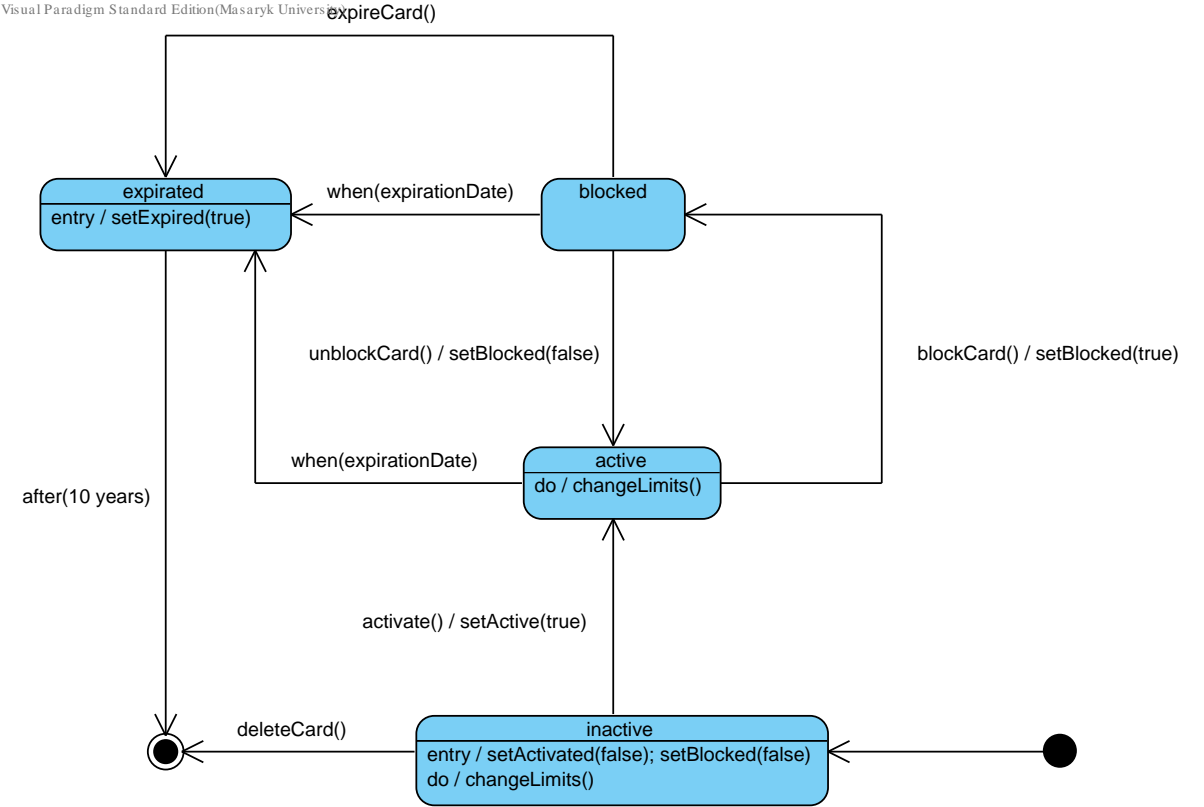 Visual Paradigm Standard Edition(Masaryk University)
expireCard()
expirated
entry / setExpired(true)
when(expirationDate)
blocked
unblockCard() / setBlocked(false)
blockCard() / setBlocked(true)
when(expirationDate)
active
do / changeLimits()
after(10 years)
activate() / setActive(true)
deleteCard()
inactive
entry / setActivated(false); setBlocked(false)
do / changeLimits()